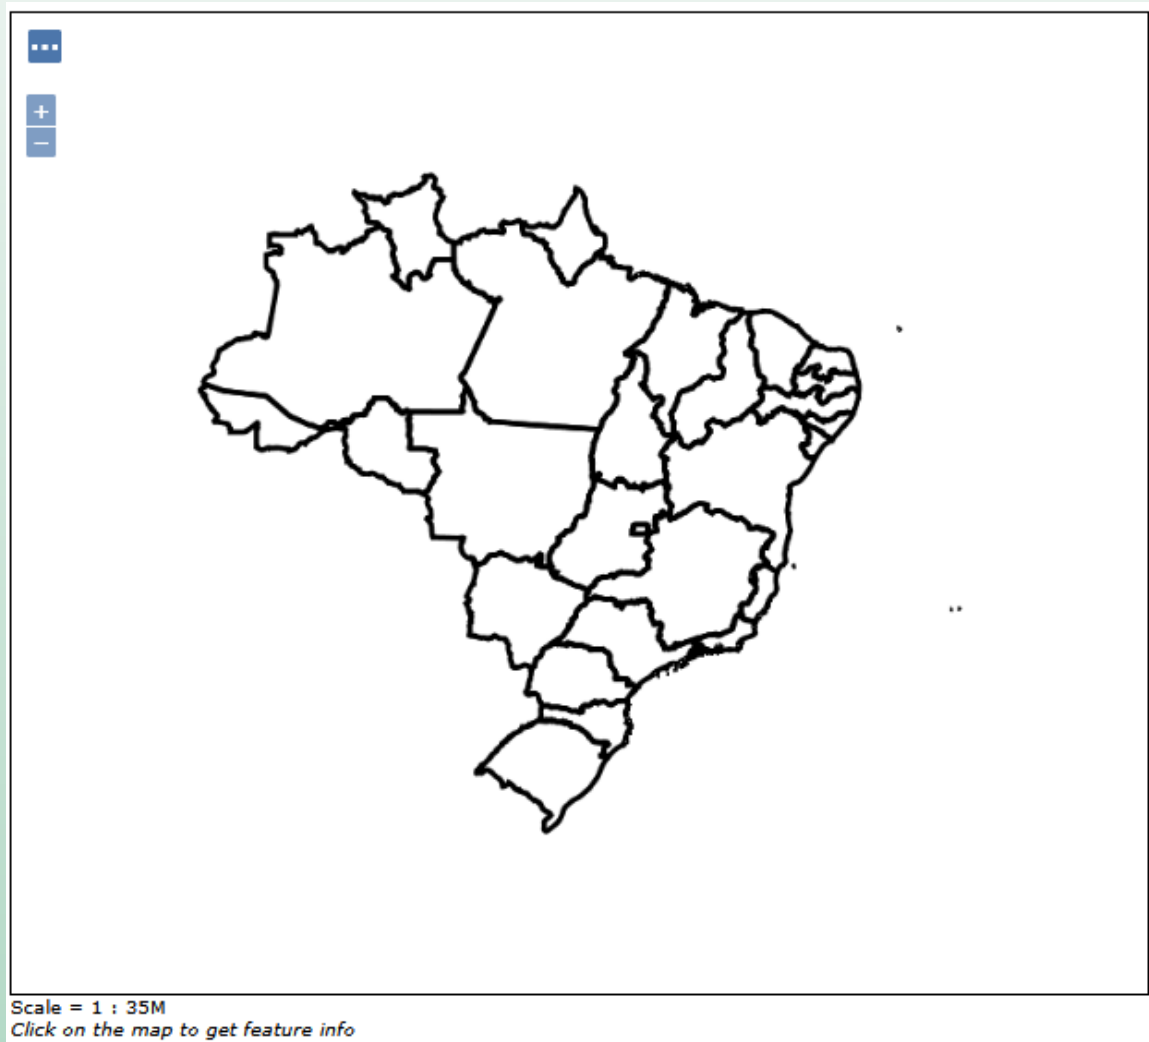 ...
+
−
Scale = 1 : 35M
Click on the map to get feature info